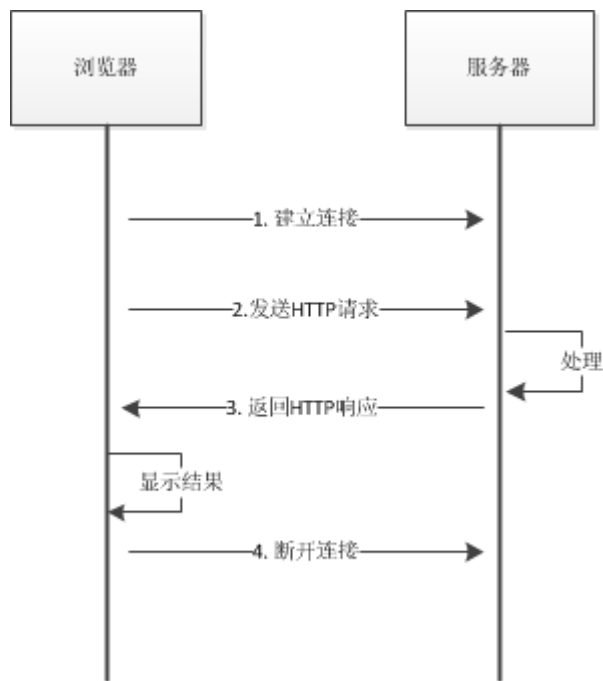 浏览器
服务器
1. 建立连接
2.发送HTTP请求
处理
3. 返回HTTP响应
显示结果
4. 断开连接